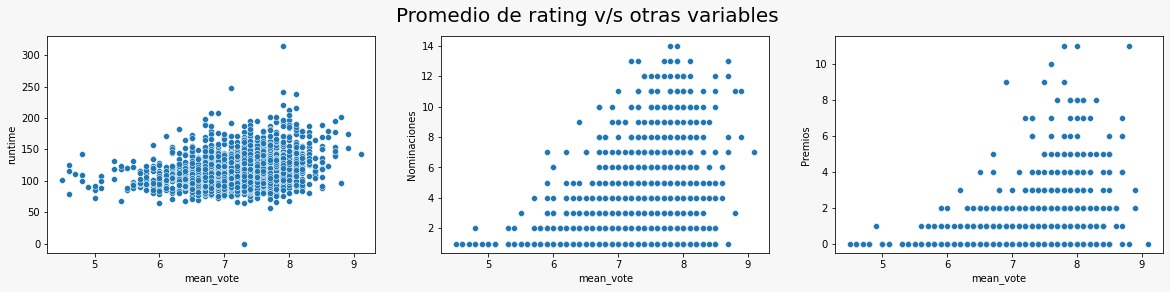 Promedio de rating v/s otras variables
runtime
300
250
200
150
100
50
0
5 6 7 8 9
mean_vote
Nominaciones
14
12
10
8
6
4
2
5 6 7 8 9
mean_vote
Premios
10
8
6
4
2
0
5 6 7 8 9
mean_vote